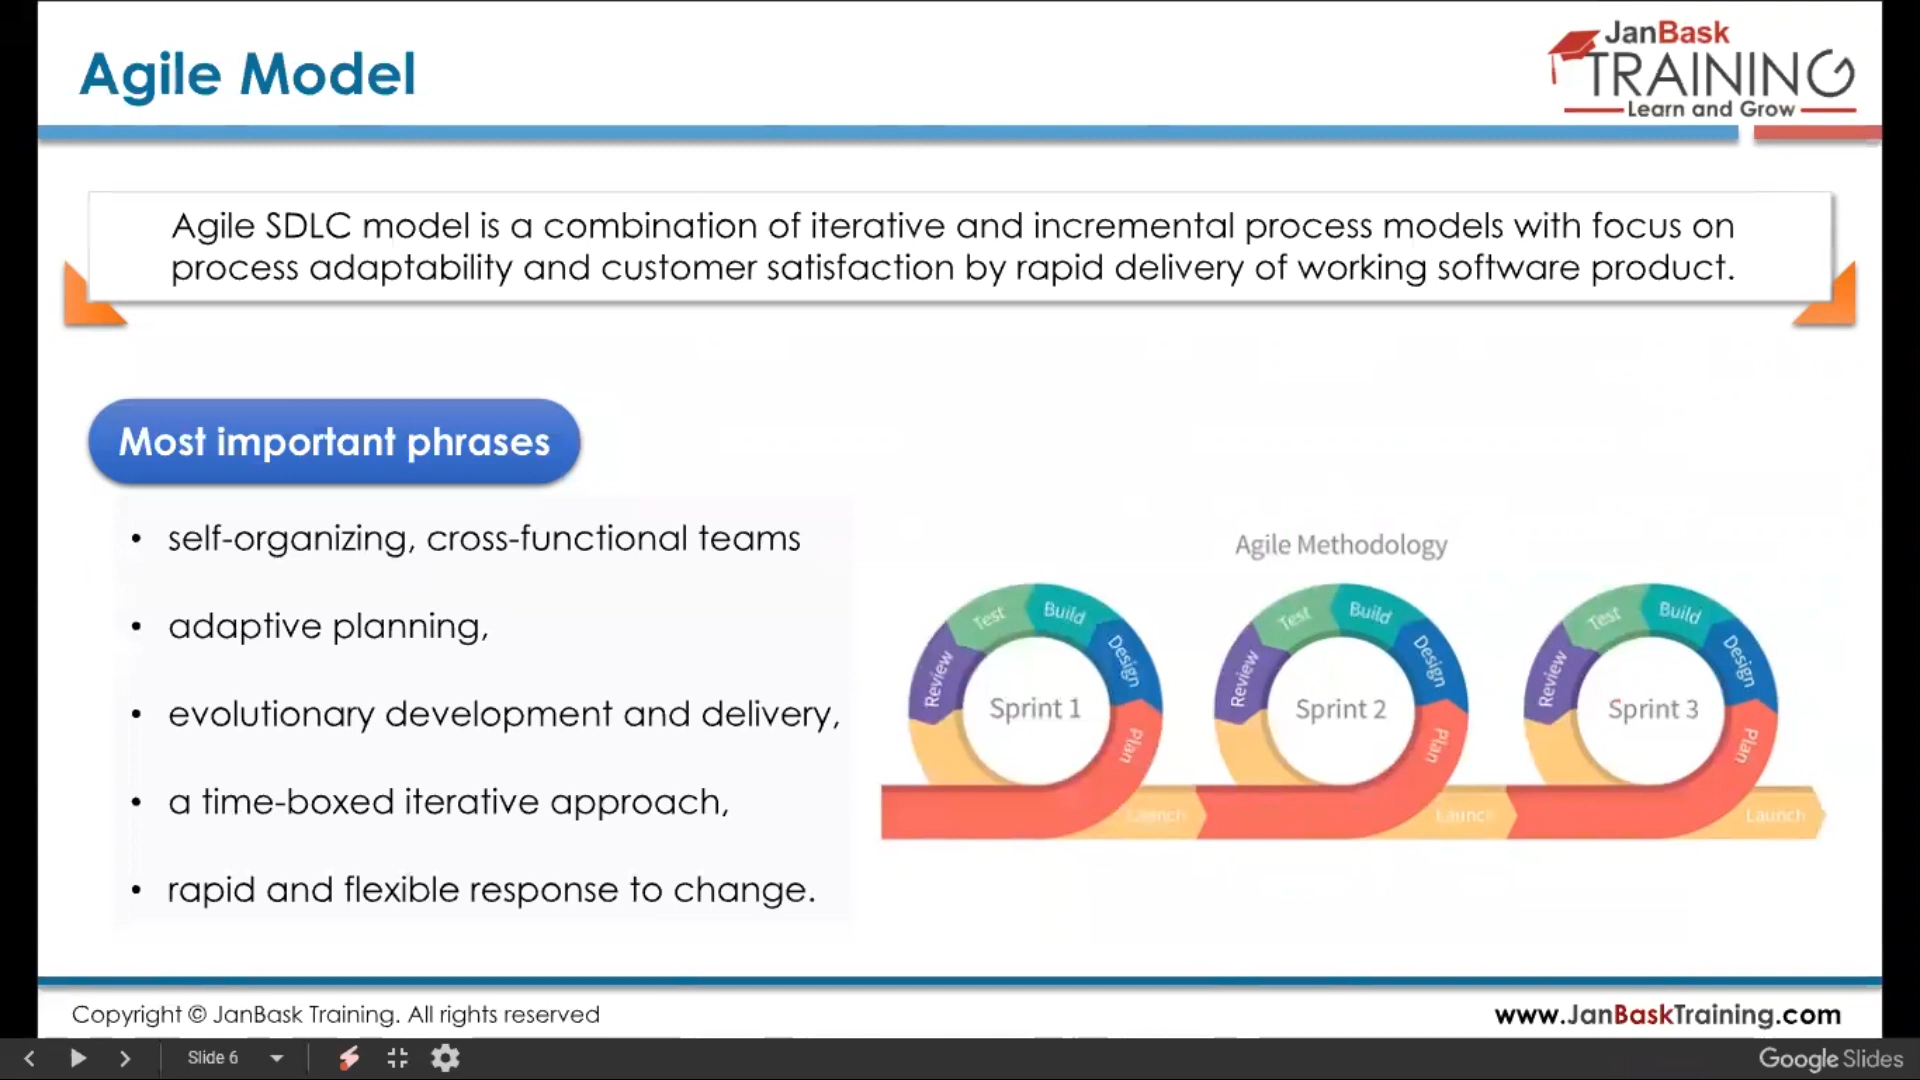 Agile Model
JanBask
TRAINING
Learn and Grow
Agile SDLC model is a combination of iterative and incremental process models with focus on
process adaptability and customer satisfaction by rapid delivery of working software product.
Most important phrases
• self-organizing, cross-functional teams
• adaptive planning,
• evolutionary development and delivery,
• a time-boxed iterative approach,
• rapid and flexible response to change.
Agile Methodology
Review
Test
Build
Design
Plan
Sprint 1
Launch
Review
Test
Build
Design
Plan
Sprint 2
Launch
Review
Test
Build
Design
Plan
Sprint 3
Launch
Copyright © JanBask Training. All rights reserved
www.JanBaskTraining.com
Slide 6
Google Slides